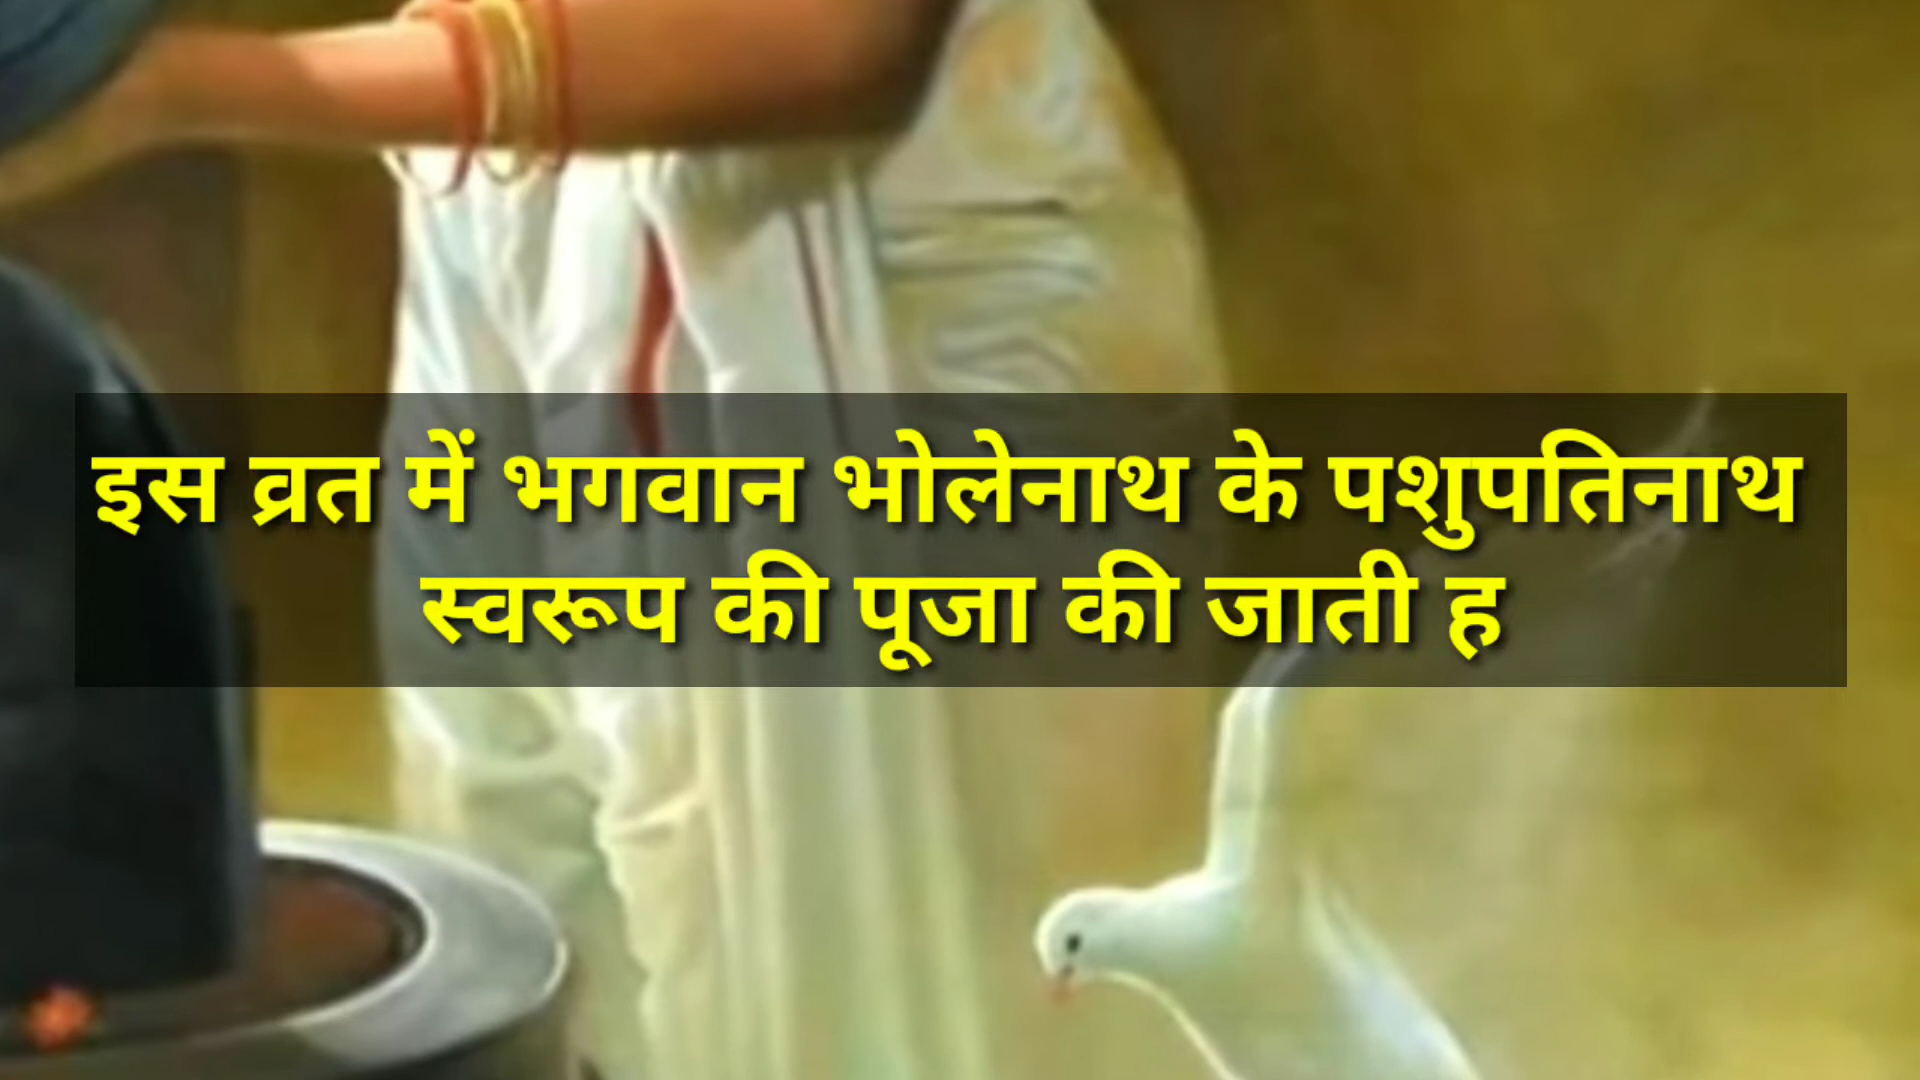 इस व्रत में भगवान भोलेनाथ के पशुपतिनाथ
स्वरूप की पूजा की जाती ह